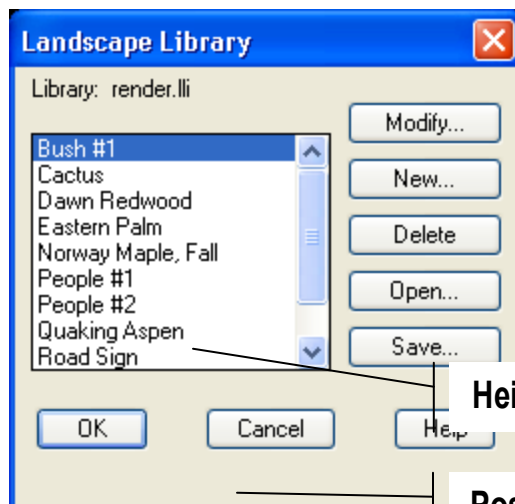 Landscape Library
Library: render.lli
Modify...
Bush #1
Cactus
New...
Dawn Redwood
Eastern Palm
Delete
Norway Maple, Fall
People #1
Open...
People #2
Quaking Aspen
Save...
Road Sign
OK
Cancel
Help